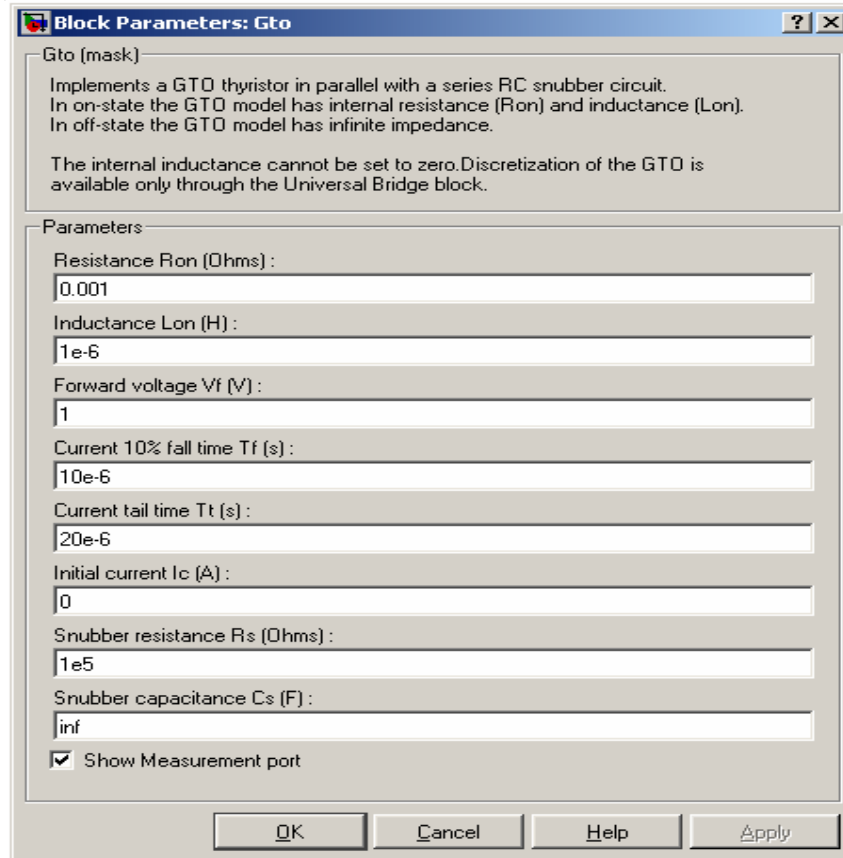 Block Parameters: Gto
Gto (mask)
Implements a GTO thyristor in parallel with a series RC snubber circuit.
In on-state the GTO model has internal resistance (Ron) and inductance (Lon).
In off-state the GTO model has infinite impedance.
The internal inductance cannot be set to zero.Discretization of the GTO is
available only through the Universal Bridge block.
Parameters
Resistance Ron (Ohms) :
0.001
Inductance Lon (H) :
1e-6
Forward voltage Vf (V) :
1
Current 10% fall time Tf (s) :
10e-6
Current tail time Tt (s) :
20e-6
Initial current Ic (A) :
0
Snubber resistance Rs (Ohms) :
1e5
Snubber capacitance Cs (F) :
inf
Show Measurement port
OK Cancel Help Apply